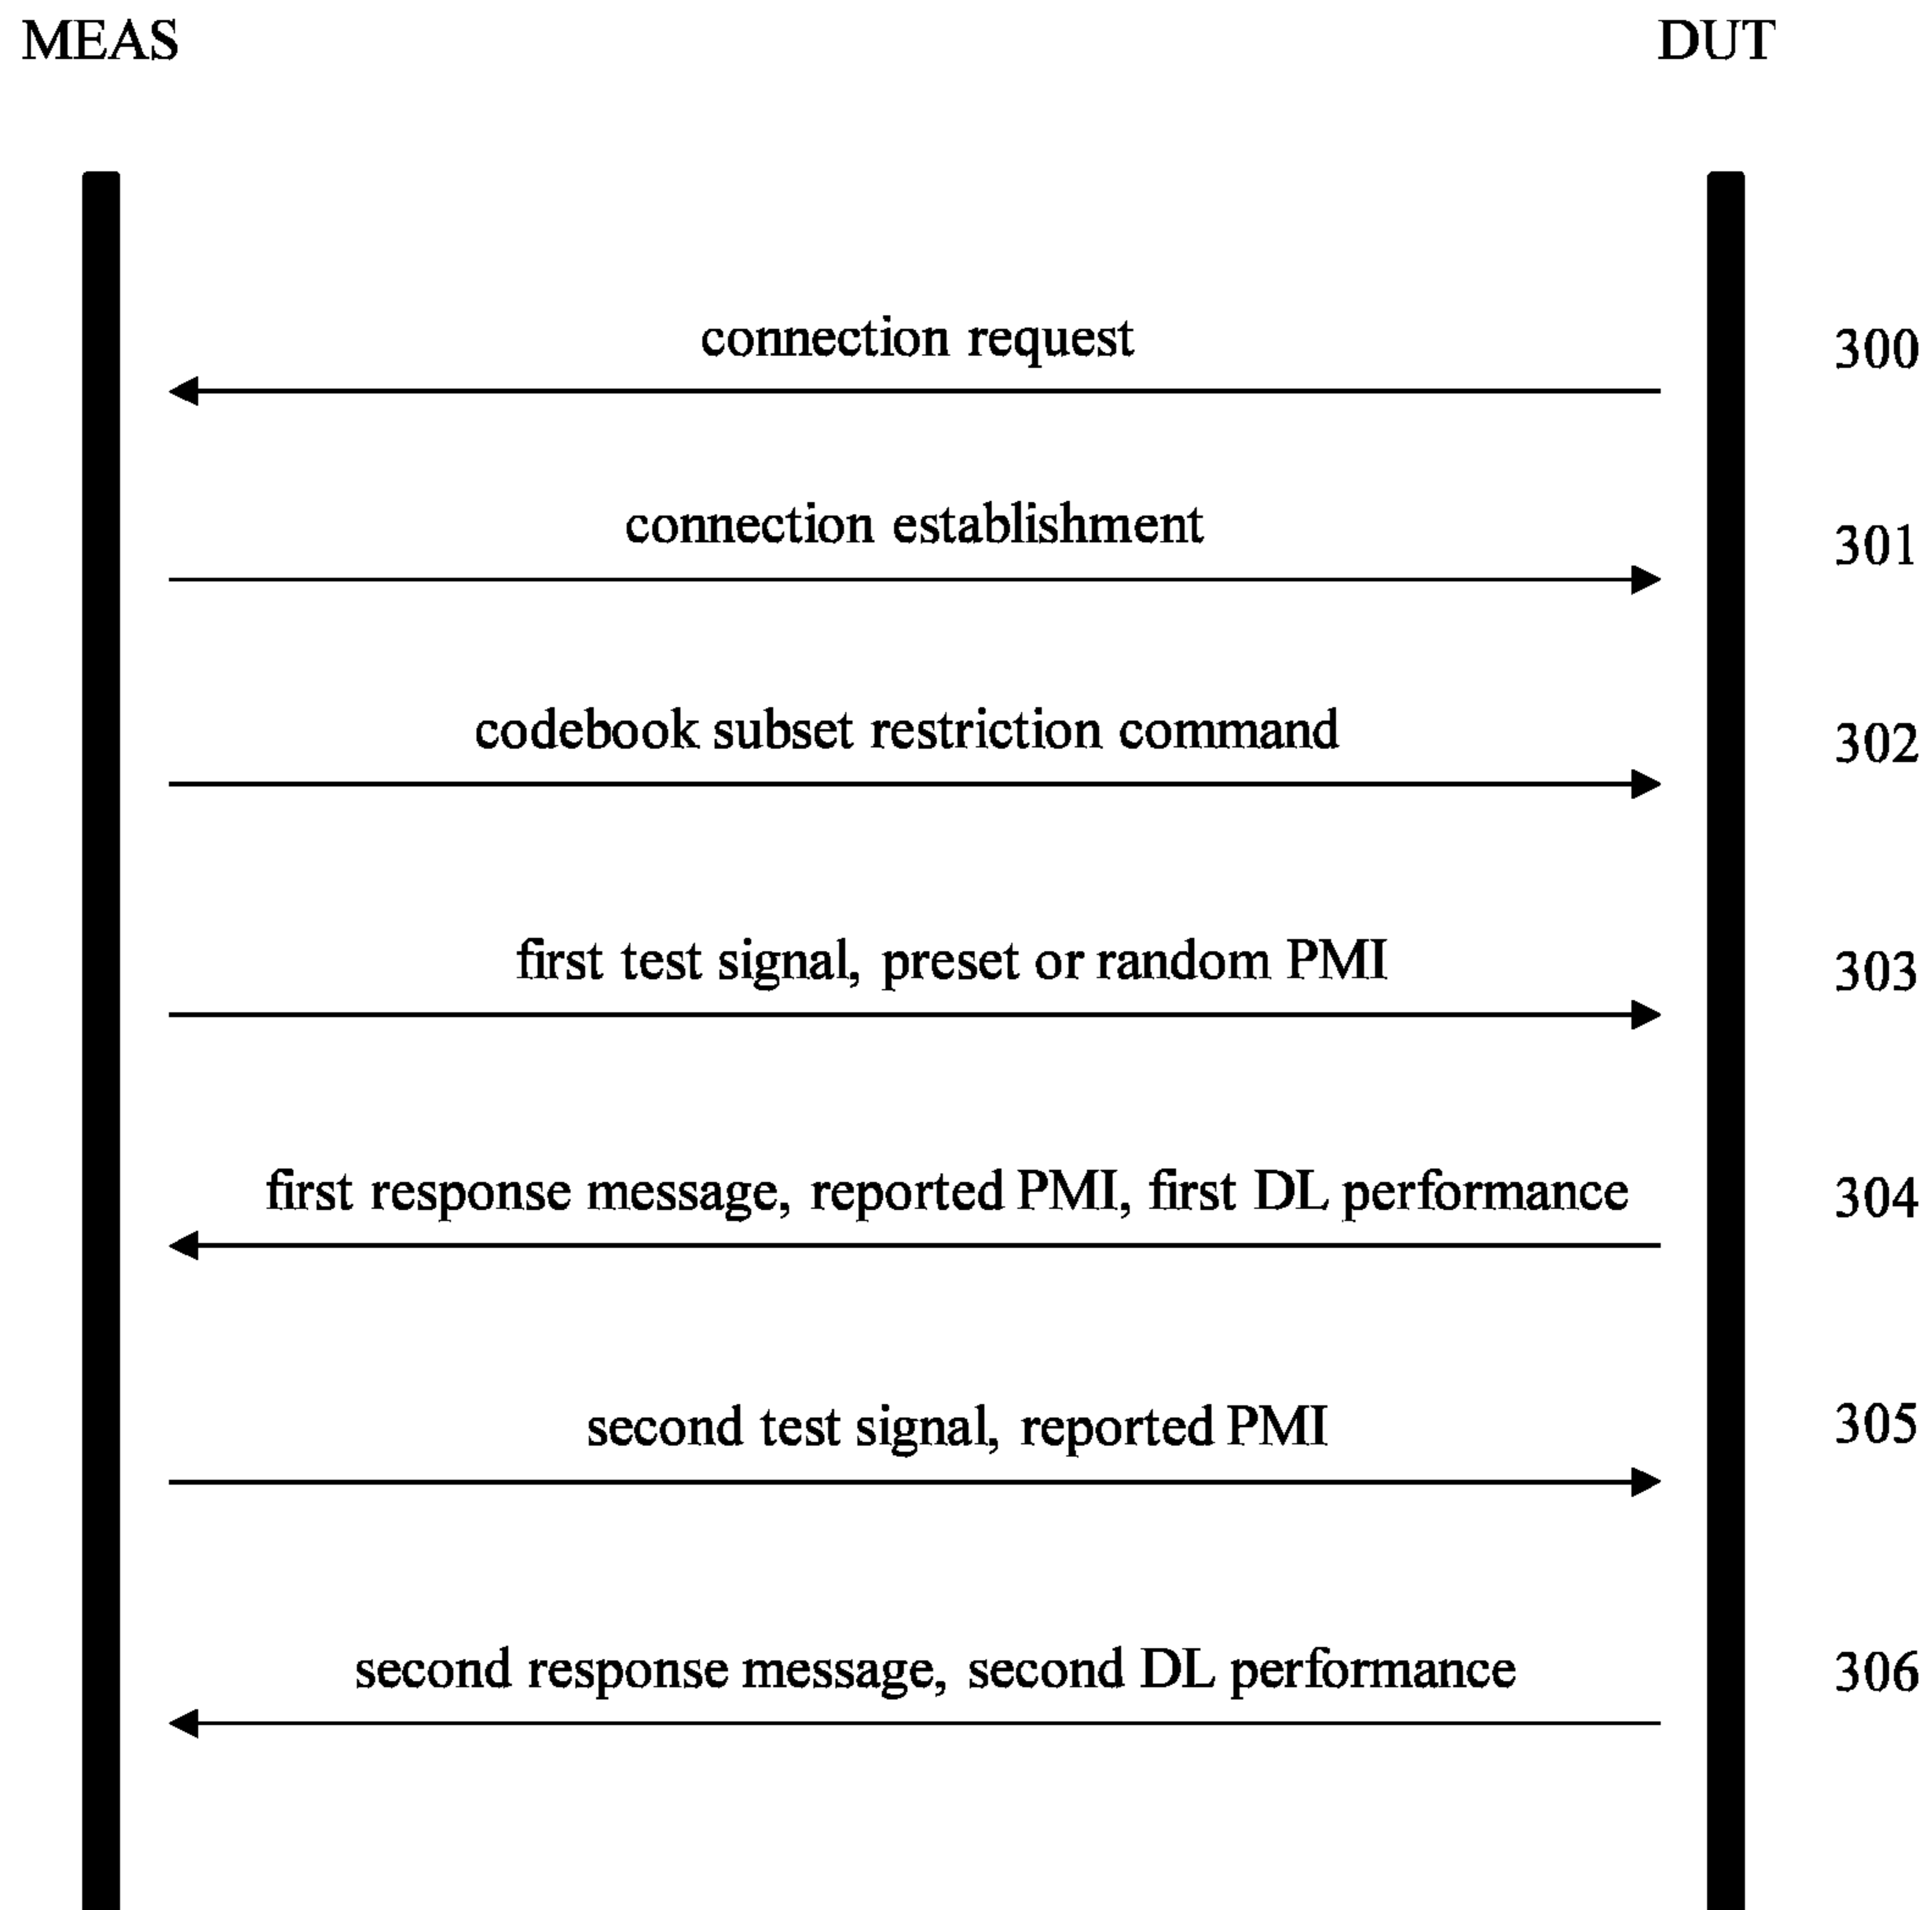 MEAS DUT
connection request 300
connection establishment 301
codebook subset restriction command 302
first test signal, preset or random PMI 303
first response message, reported PMI, first DL performance 304
second test signal, reported PMI 305
second response message, second DL performance 306